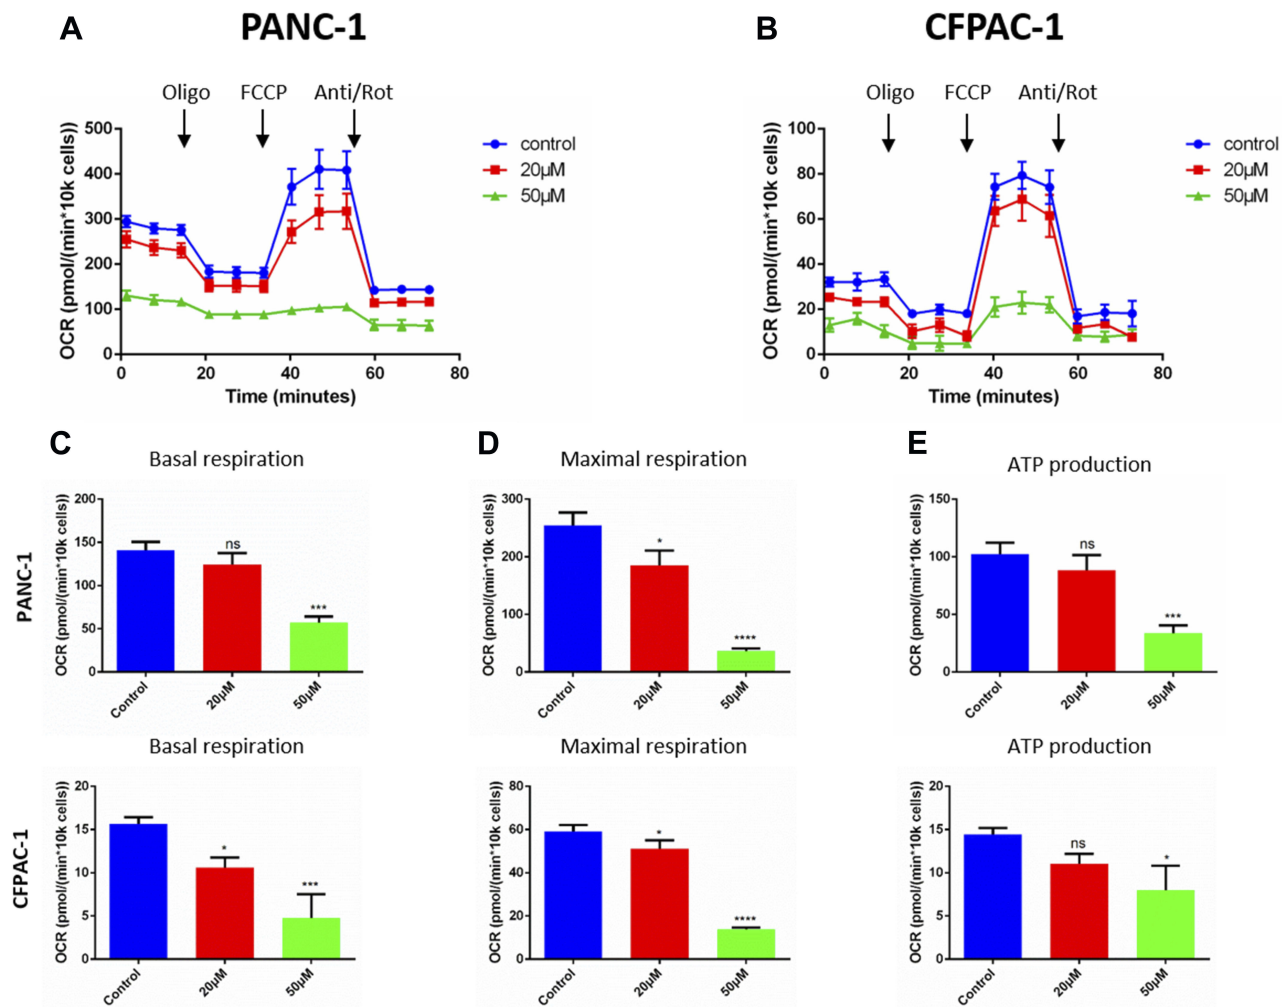 A PANC-1
Oligo FCCP Anti/Rot
OCR (pmol/(min*10k cells))
500
400
300
200
100
0
0 20 40 60 80
Time (minutes)
control
20µM
50µM
B CFPAC-1
Oligo FCCP Anti/Rot
OCR (pmol/(min*10k cells))
100
80
60
40
20
0
0 20 40 60 80
Time (minutes)
control
20µM
50µM
PANC-1
C Basal respiration
OCR (pmol/(min*10k cells))
200
150
100
50
0
ns
***
Control 20µM 50µM
D Maximal respiration
OCR (pmol/(min*10k cells))
300
200
100
0
*
****
Control 20µM 50µM
E ATP production
OCR (pmol/(min*10k cells))
150
100
50
0
ns
***
Control 20µM 50µM
CFPAC-1
Basal respiration
OCR (pmol/(min*10k cells))
20
15
10
5
0
*
***
Control 20µM 50µM
Maximal respiration
OCR (pmol/(min*10k cells))
80
60
40
20
0
*
****
Control 20µM 50µM
ATP production
OCR (pmol/(min*10k cells))
20
15
10
5
0
ns
*
Control 20µM 50µM